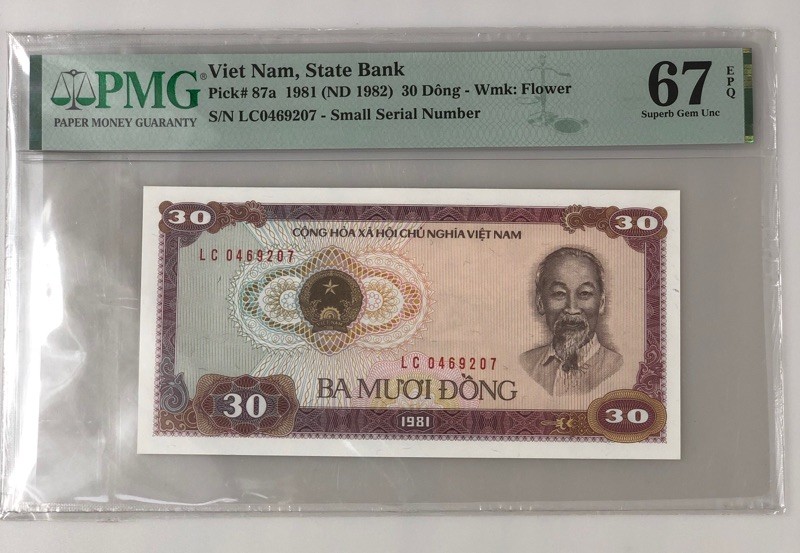 PMG®
PAPER MONEY GUARANTY
Viet Nam, State Bank
Pick# 87a 1981 (ND 1982) 30 Dông - Wmk: Flower
S/N LC0469207 - Small Serial Number
67 EPQ
Superb Gem Unc
30
30
CỘNG HÒA XÃ HỘI CHỦ NGHĨA VIỆT NAM
LC 0469207
LC 0469207
BA MƯƠI ĐỒNG
30
1981
30